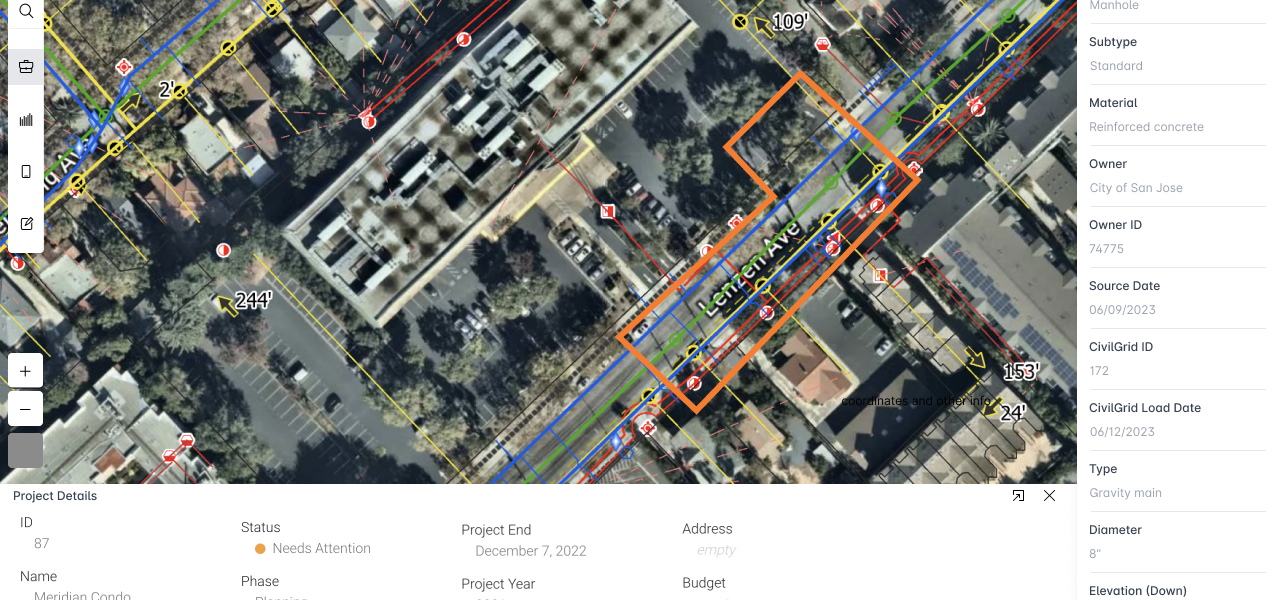 109'
2'
Lenzen Ave
244'
153'
coordinates and other info
24'
Manhole
Subtype
Standard
Material
Reinforced concrete
Owner
City of San Jose
Owner ID
74775
Source Date
06/09/2023
CivilGrid ID
172
CivilGrid Load Date
06/12/2023
Type
Gravity main
Diameter
8"
Elevation (Down)
Project Details
ID
87
Name
Meridian Condo
Status
Needs Attention
Phase
Planning
Project End
December 7, 2022
Project Year
Address
empty
Budget